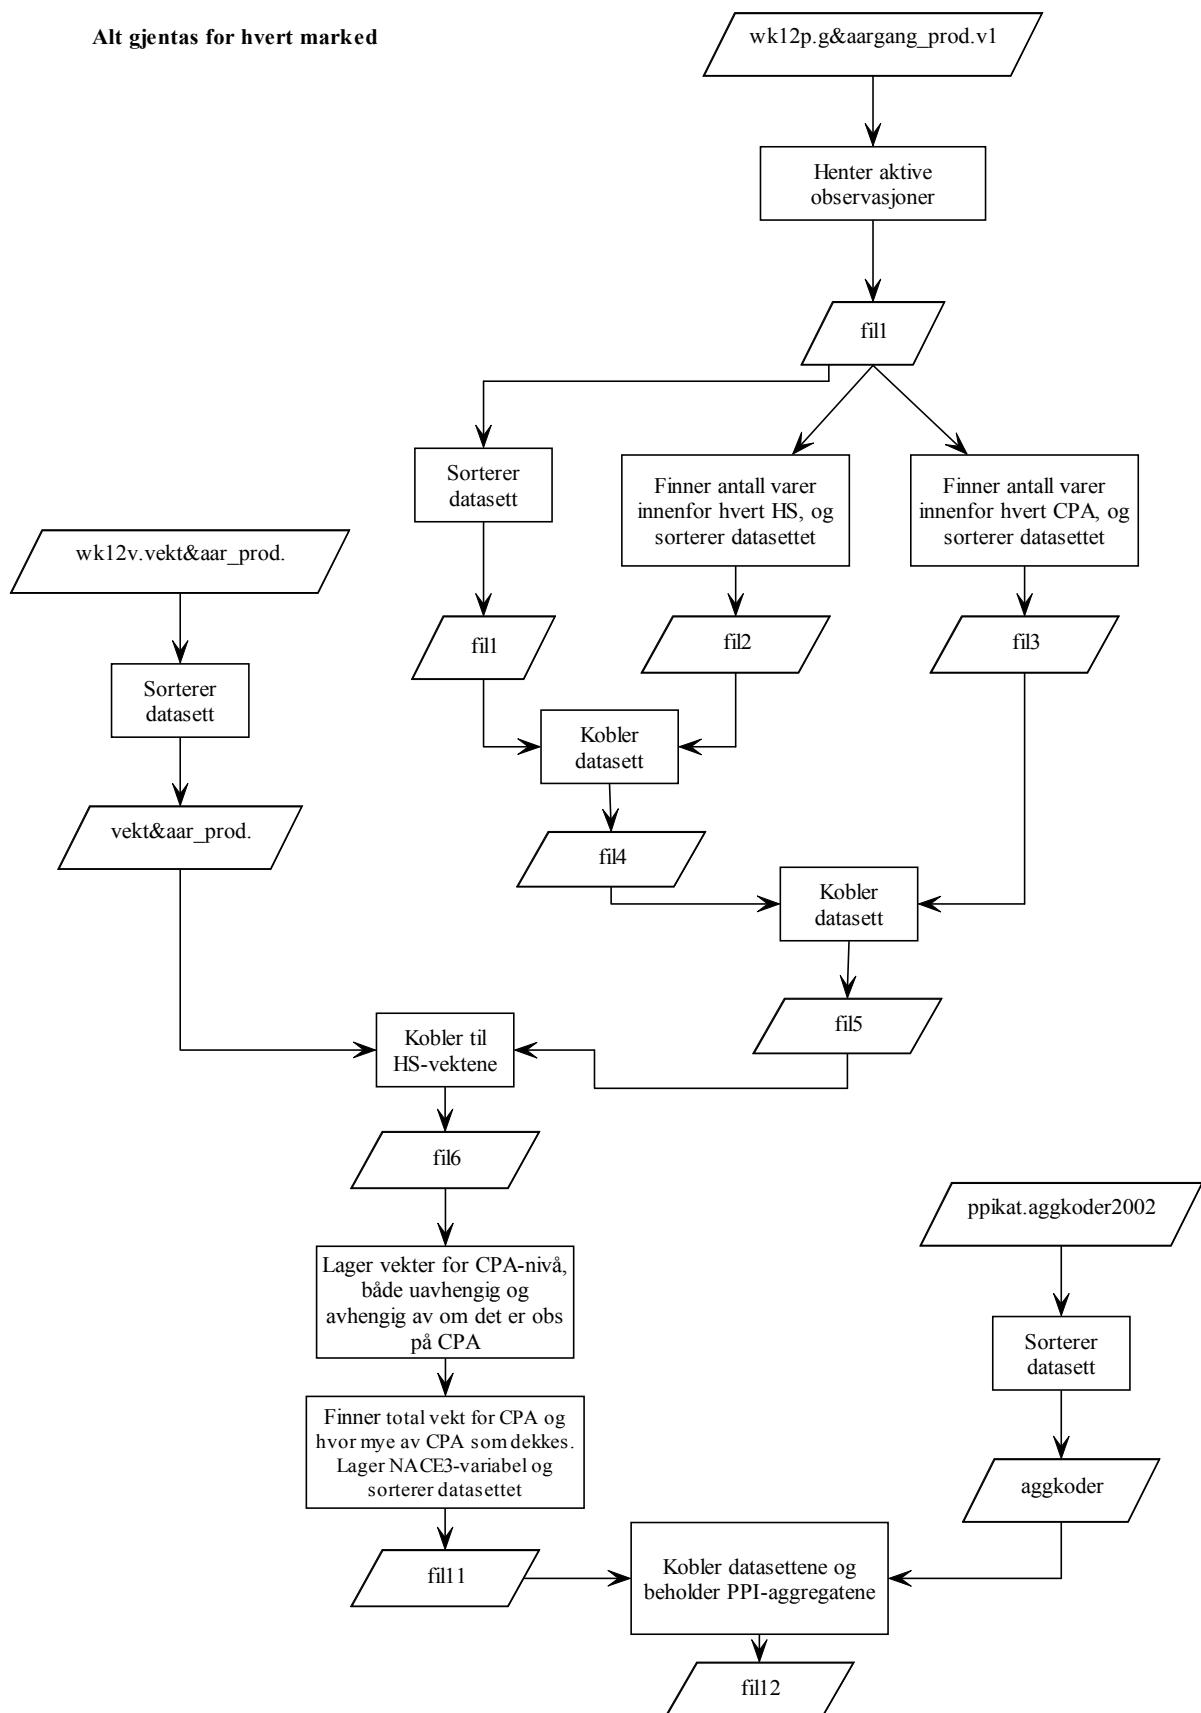 Alt gjentas for hvert marked
wk12p.g&aargang_prod.v1
Henter aktive
observasjoner
fil1
Sorterer
datasett
Finner antall varer
innenfor hvert HS, og
sorterer datasettet
Finner antall varer
innenfor hvert CPA, og
sorterer datasettet
wk12v.vekt&aar_prod.
fil1
fil2
fil3
Sorterer
datasett
Kobler
datasett
vekt&aar_prod.
fil4
Kobler
datasett
fil5
Kobler til
HS-vektene
fil6
ppikat.aggkoder2002
Lager vekter for CPA-nivå,
både uavhengig og
avhengig av om det er obs
på CPA
Sorterer
datasett
Finner total vekt for CPA og
hvor mye av CPA som dekkes.
Lager NACE3-variabel og
sorterer datasettet
aggkoder
fil11
Kobler datasettene og
beholder PPI-aggregatene
fil12